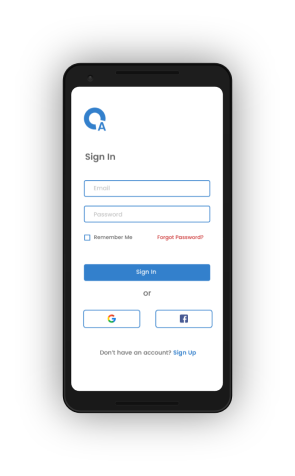 A
Sign In
Email
Password
Remember Me Forgot Password?
Sign In
or
Don't have an account? Sign Up